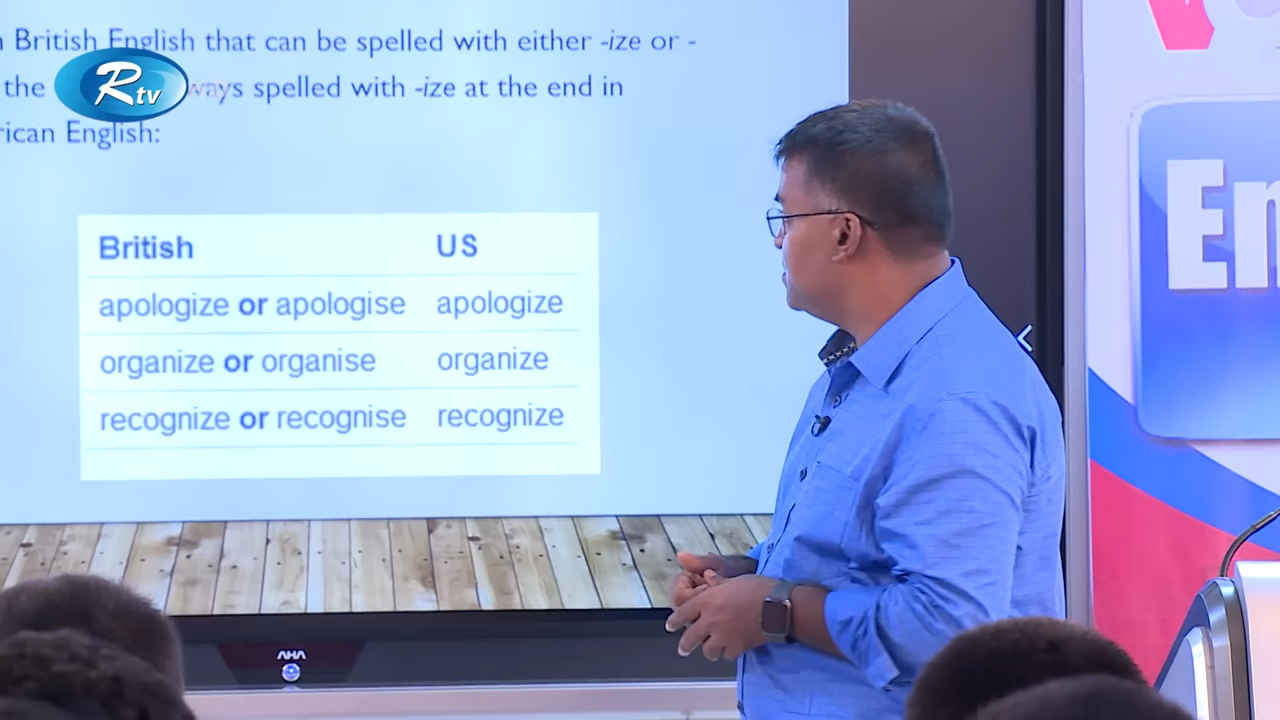 British English that can be spelled with either -ize or -
the ways spelled with -ize at the end in
rican English:
Rtv
British US
apologize or apologise apologize
organize or organise organize
recognize or recognise recognize
AHA
En